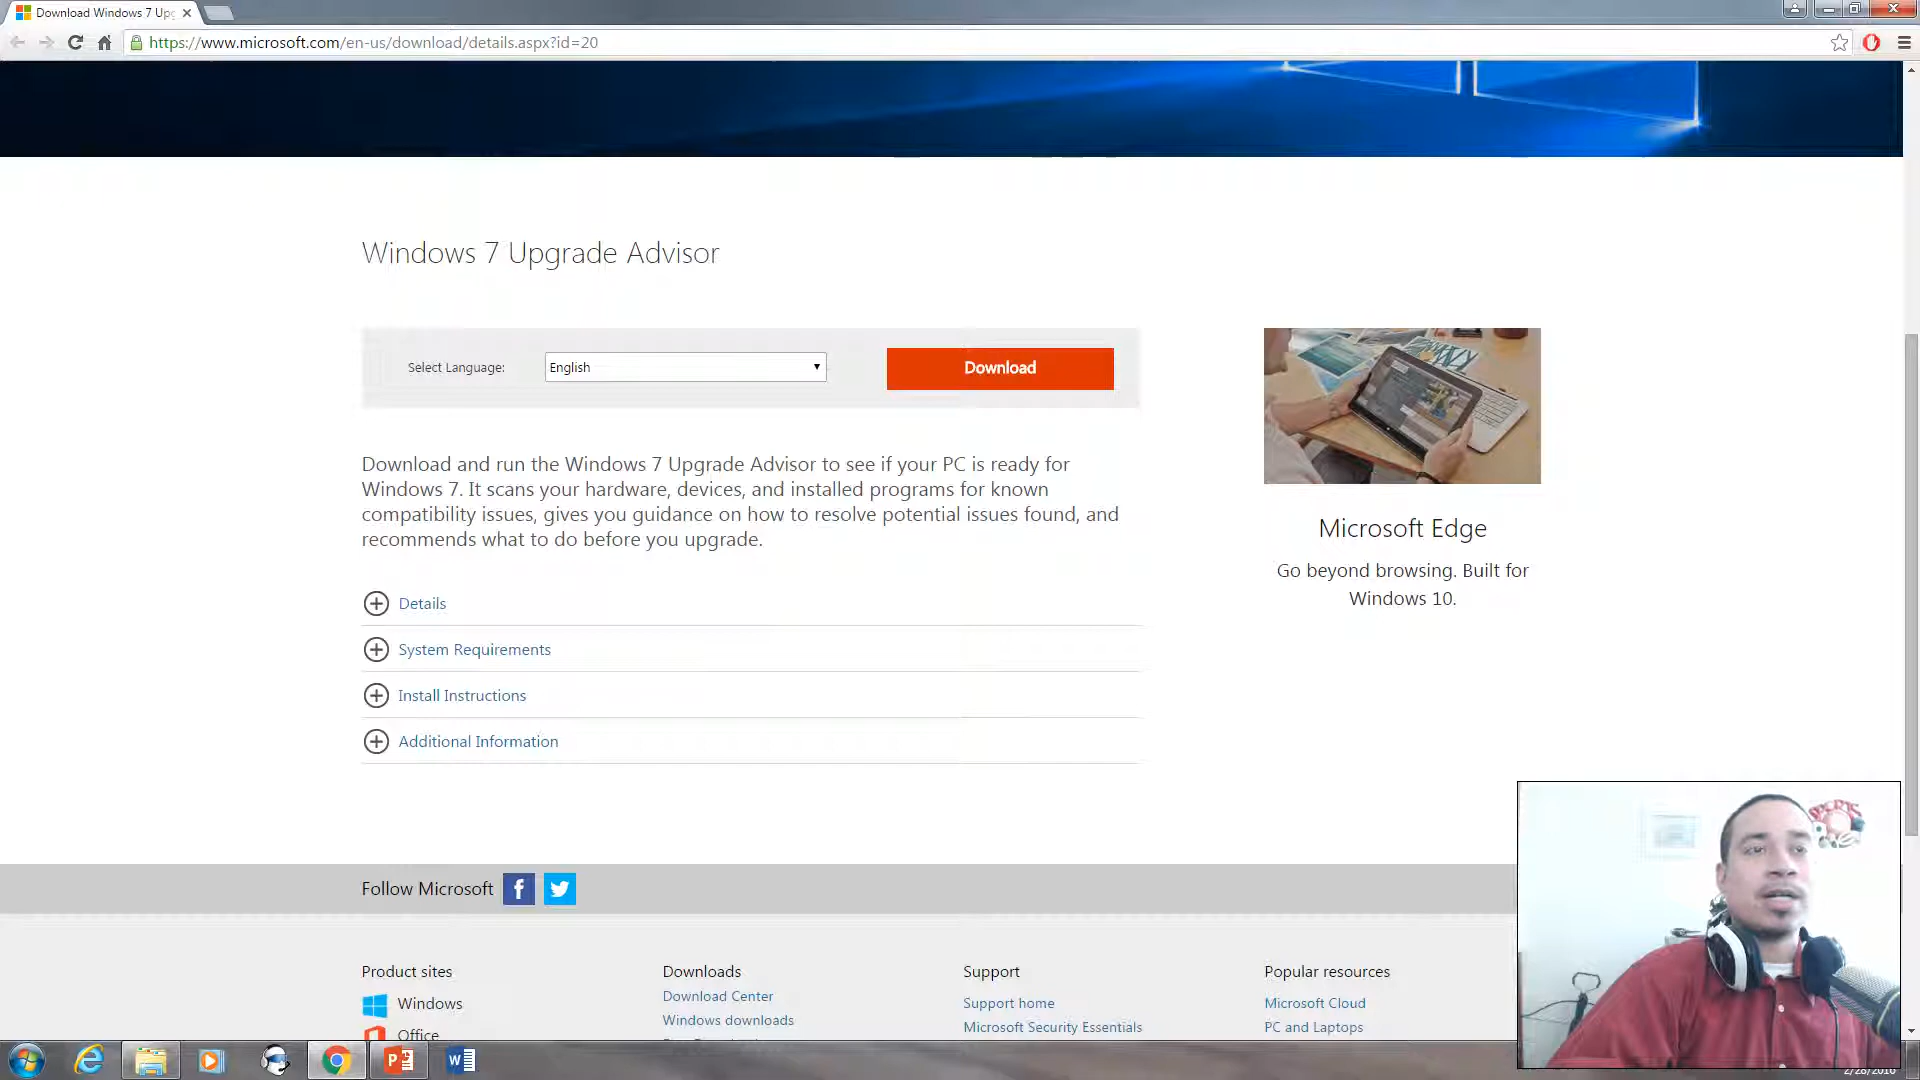 Download Windows 7 Upg
https://www.microsoft.com/en-us/download/details.aspx?id=20
Windows 7 Upgrade Advisor
Select Language:
English
Download
Download and run the Windows 7 Upgrade Advisor to see if your PC is ready for
Windows 7. It scans your hardware, devices, and installed programs for known
compatibility issues, gives you guidance on how to resolve potential issues found, and
recommends what to do before you upgrade.
Details
System Requirements
Install Instructions
Additional Information
Microsoft Edge
Go beyond browsing. Built for
Windows 10.
Follow Microsoft
Product sites
Windows
Office
Downloads
Download Center
Windows downloads
Support
Support home
Microsoft Security Essentials
Popular resources
Microsoft Cloud
PC and Laptops
SPORTS
2/28/2016